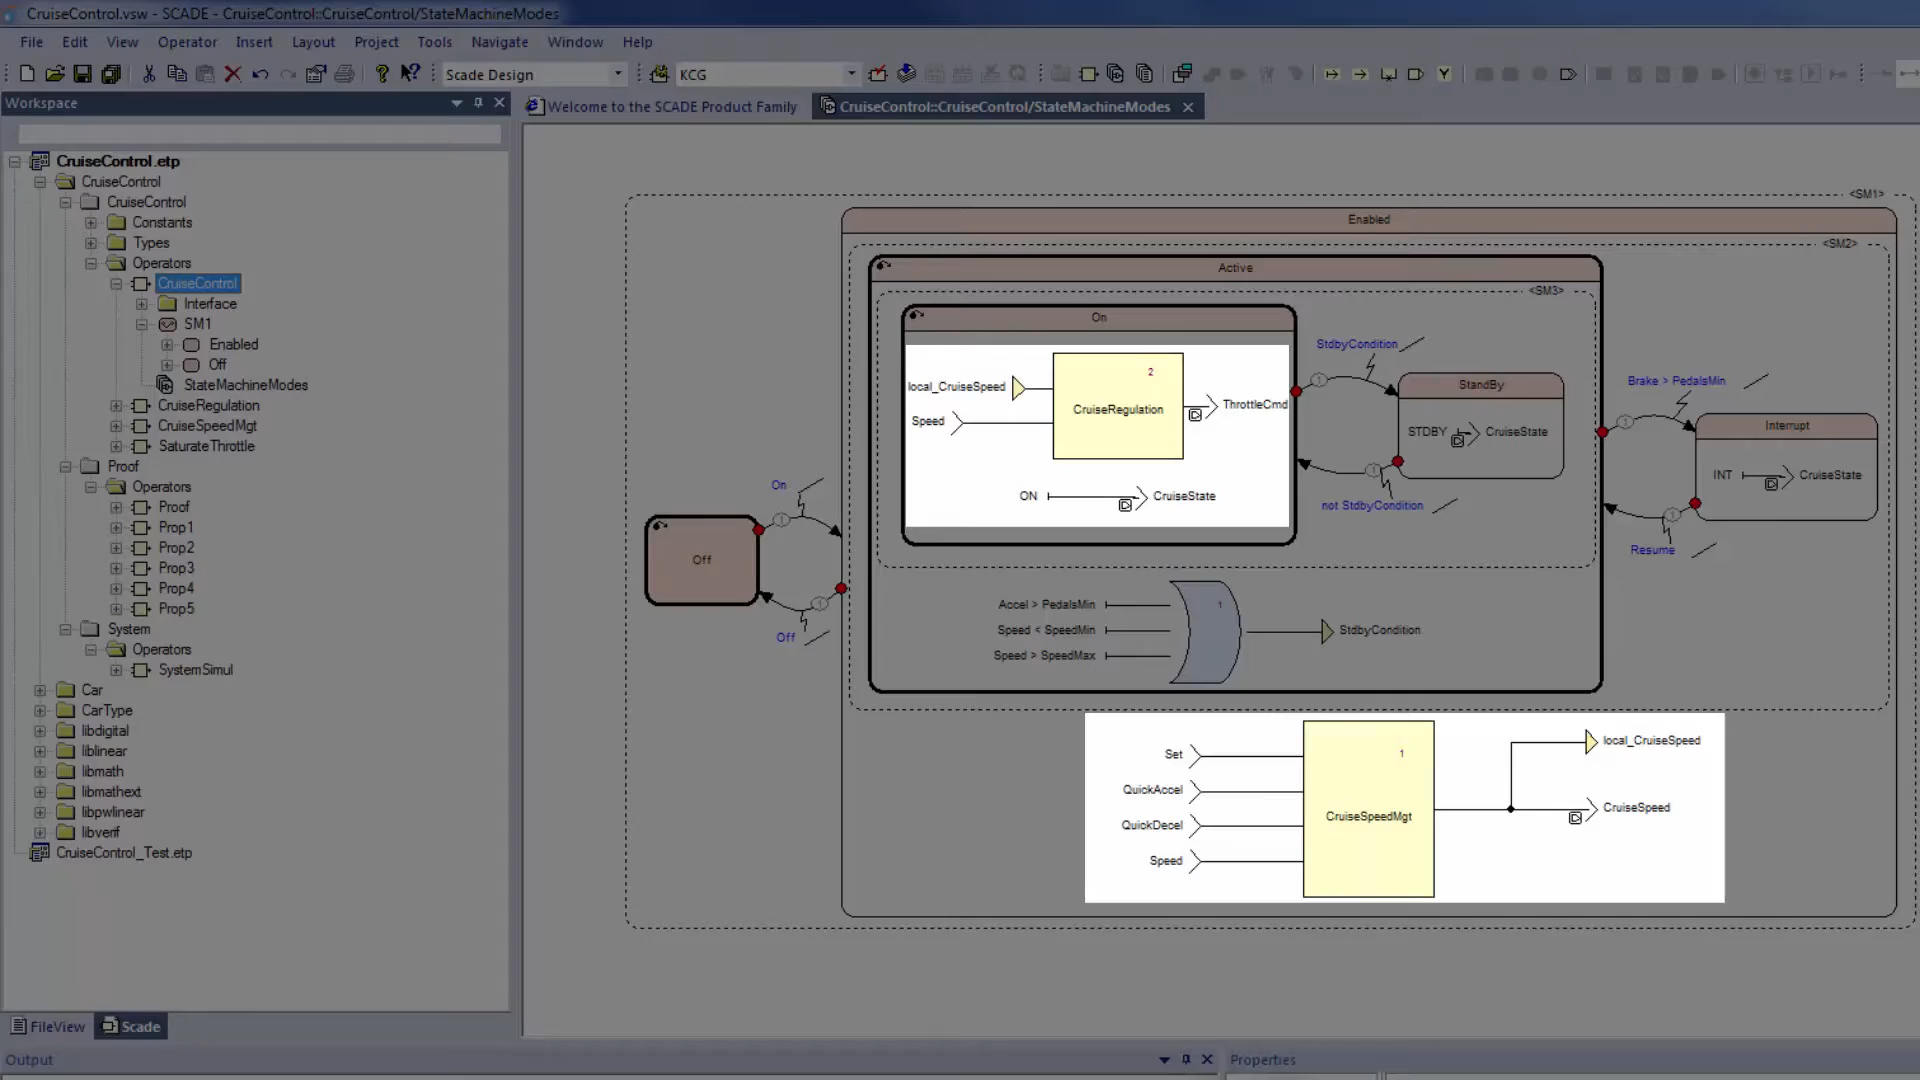 CruiseControl.vsw - SCADE - CruiseControl::CruiseControl/StateMachineModes
File Edit View Operator Insert Layout Project Tools Navigate Window Help
Scade Design
KCG
Workspace
Welcome to the SCADE Product Family
CruiseControl::CruiseControl/StateMachineModes
CruiseControl.etp
CruiseControl
CruiseControl
Constants
Types
Operators
CruiseControl
Interface
SM1
Enabled
Off
StateMachineModes
CruiseRegulation
CruiseSpeedMgt
SaturateThrottle
Proof
Operators
Proof
Prop1
Prop2
Prop3
Prop4
Prop5
System
Operators
SystemSimul
Car
CarType
libdigital
liblinear
libmath
libmathext
libpwlinear
libverif
CruiseControl_Test.etp
FileView
Scade
Output
Properties
<SM1>
Enabled
<SM2>
Active
<SM3>
On
local_CruiseSpeed
Speed
2
CruiseRegulation
ThrottleCmd
ON
CruiseState
StdbyCondition
1
StandBy
STDBY
CruiseState
1
not StdbyCondition
Brake > PedalsMin
1
Interrupt
INT
CruiseState
1
Resume
On
1
Off
1
Off
Accel > PedalsMin
Speed < SpeedMin
Speed > SpeedMax
1
StdbyCondition
Set
QuickAccel
QuickDecel
Speed
1
CruiseSpeedMgt
local_CruiseSpeed
CruiseSpeed